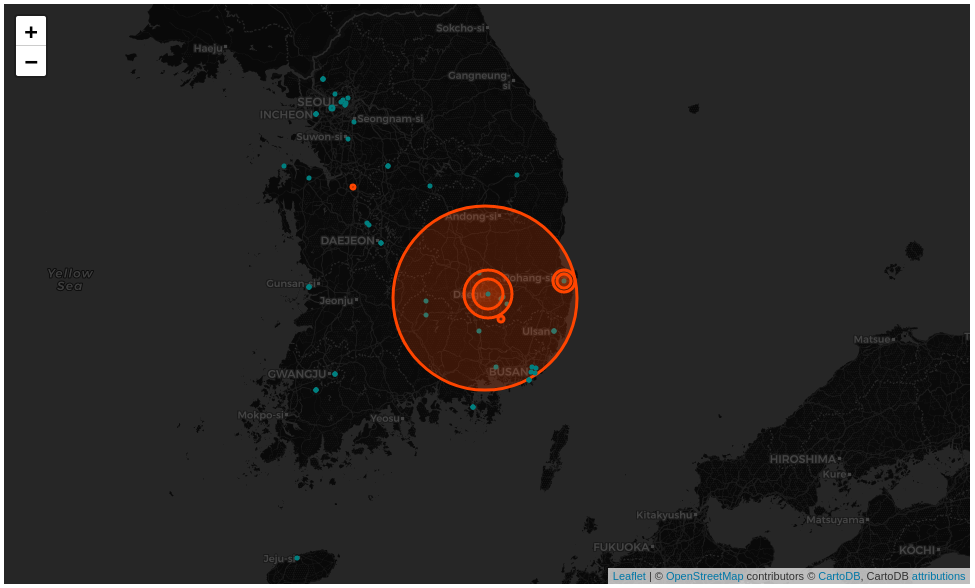 +
−
Sokcho-si
Haeju
Gangneung-
si
SEOUL
INCHEON
Seongnam-si
Suwon-si
Andong-si
DAEJEON
Yellow
Sea
Pohang-si
Gunsan-si
Daegu
Jeonju
Ulsan
Matsue
BUSAN
GWANGJU
Mokpo-si
Yeosu
HIROSHIMA
Kure
Kitakyushu
Matsuyama
FUKUOKA
KŌCHI
Jeju-si
Leaflet | © OpenStreetMap contributors © CartoDB, CartoDB attributions